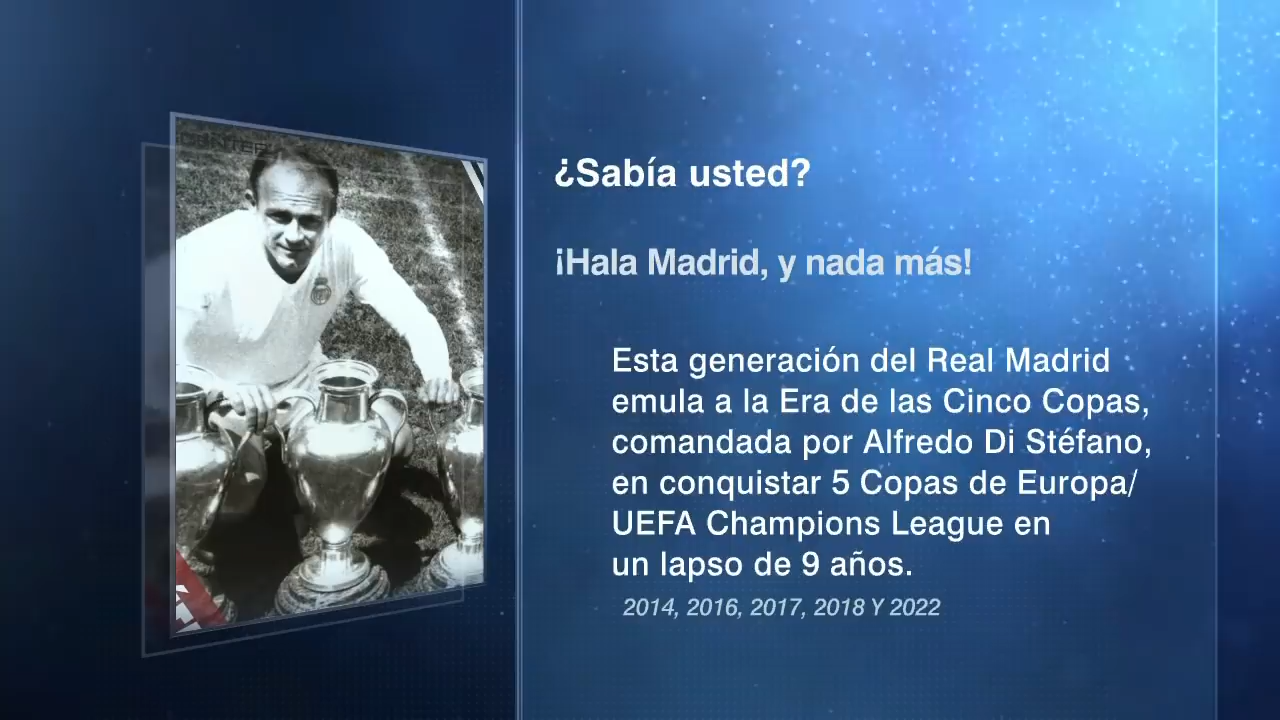 ¿Sabía usted?
¡Hala Madrid, y nada más!
Esta generación del Real Madrid
emula a la Era de las Cinco Copas,
comandada por Alfredo Di Stéfano,
en conquistar 5 Copas de Europa/
UEFA Champions League en
un lapso de 9 años.
2014, 2016, 2017, 2018 Y 2022